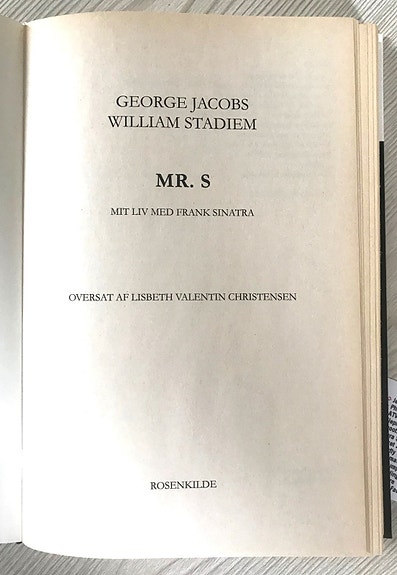 GEORGE JACOBS
WILLIAM STADIEM
MR. S
MIT LIV MED FRANK SINATRA
OVERSAT AF LISBETH VALENTIN CHRISTENSEN
ROSENKILDE